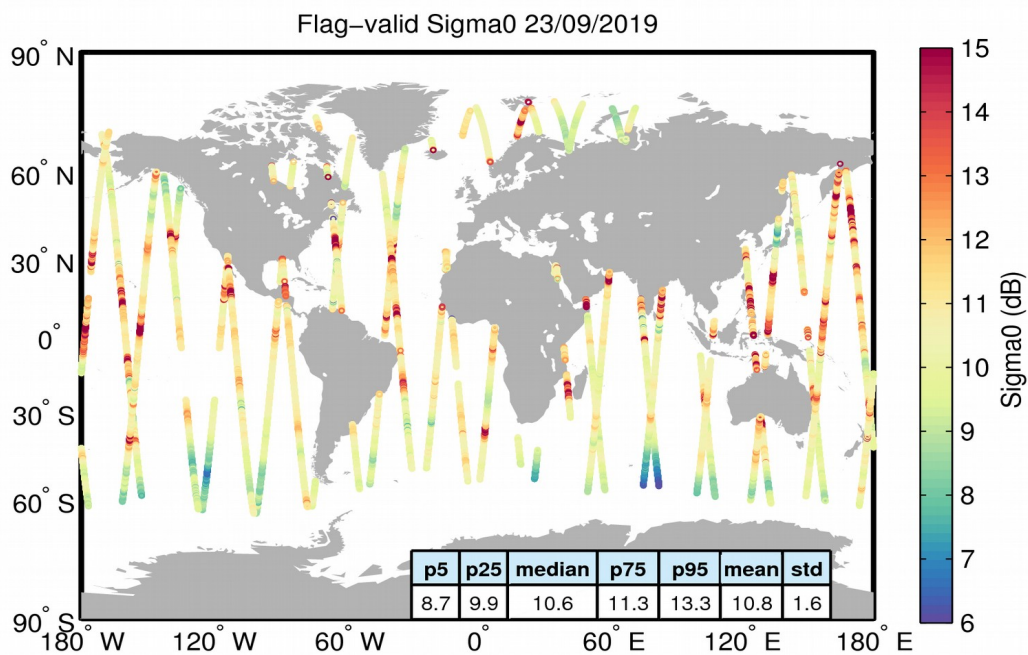 Flag−valid Sigma0 23/09/2019
90° N
60° N
30° N
0°
30° S
60° S
90° S
180° W
120° W
60° W
0°
60° E
120° E
180° E
p5 p25 median p75 p95 mean std
8.7 9.9 10.6 11.3 13.3 10.8 1.6
15
14
13
12
11
10
9
8
7
6
Sigma0 (dB)